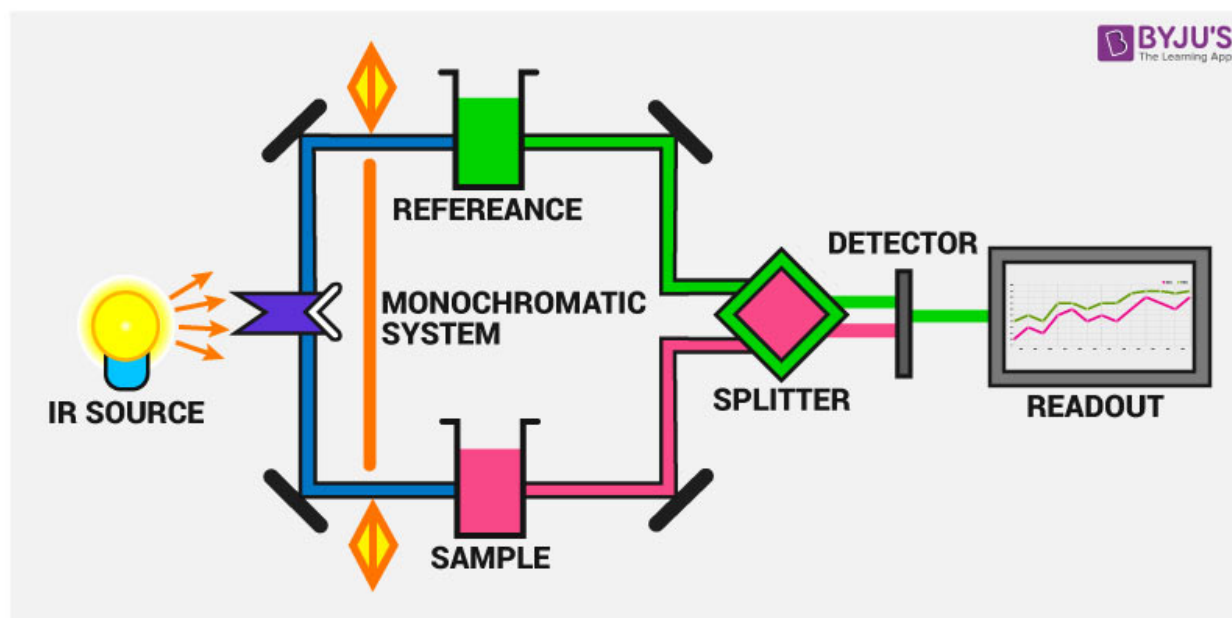 BYJU'S
The Learning App
REFEREANCE
DETECTOR
MONOCHROMATIC
SYSTEM
IR SOURCE
SPLITTER
READOUT
SAMPLE